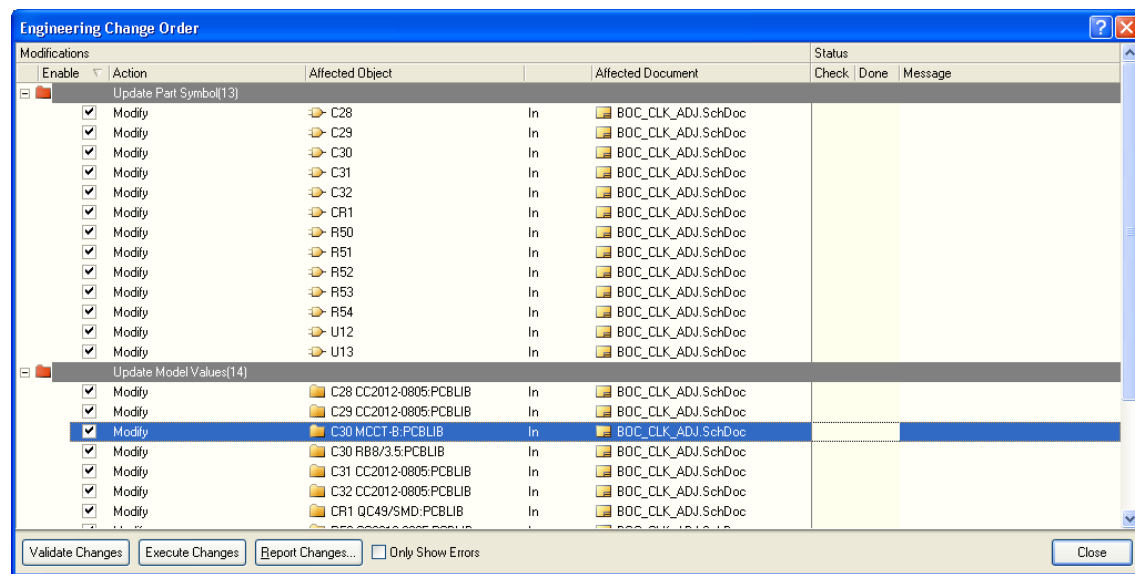 Engineering Change Order
Modifications Status
Enable Action Affected Object Affected Document Check Done Message
Update Part Symbol(13)
Modify C28 In BOC_CLK_ADJ.SchDoc
Modify C29 In BOC_CLK_ADJ.SchDoc
Modify C30 In BOC_CLK_ADJ.SchDoc
Modify C31 In BOC_CLK_ADJ.SchDoc
Modify C32 In BOC_CLK_ADJ.SchDoc
Modify CR1 In BOC_CLK_ADJ.SchDoc
Modify R50 In BOC_CLK_ADJ.SchDoc
Modify R51 In BOC_CLK_ADJ.SchDoc
Modify R52 In BOC_CLK_ADJ.SchDoc
Modify R53 In BOC_CLK_ADJ.SchDoc
Modify R54 In BOC_CLK_ADJ.SchDoc
Modify U12 In BOC_CLK_ADJ.SchDoc
Modify U13 In BOC_CLK_ADJ.SchDoc
Update Model Values(14)
Modify C28 CC2012-0805:PCBLIB In BOC_CLK_ADJ.SchDoc
Modify C29 CC2012-0805:PCBLIB In BOC_CLK_ADJ.SchDoc
Modify C30 MCCT-B:PCBLIB In BOC_CLK_ADJ.SchDoc
Modify C30 RB8/3.5:PCBLIB In BOC_CLK_ADJ.SchDoc
Modify C31 CC2012-0805:PCBLIB In BOC_CLK_ADJ.SchDoc
Modify C32 CC2012-0805:PCBLIB In BOC_CLK_ADJ.SchDoc
Modify CR1 QC49/SMD:PCBLIB In BOC_CLK_ADJ.SchDoc
Validate Changes Execute Changes Report Changes... Only Show Errors Close